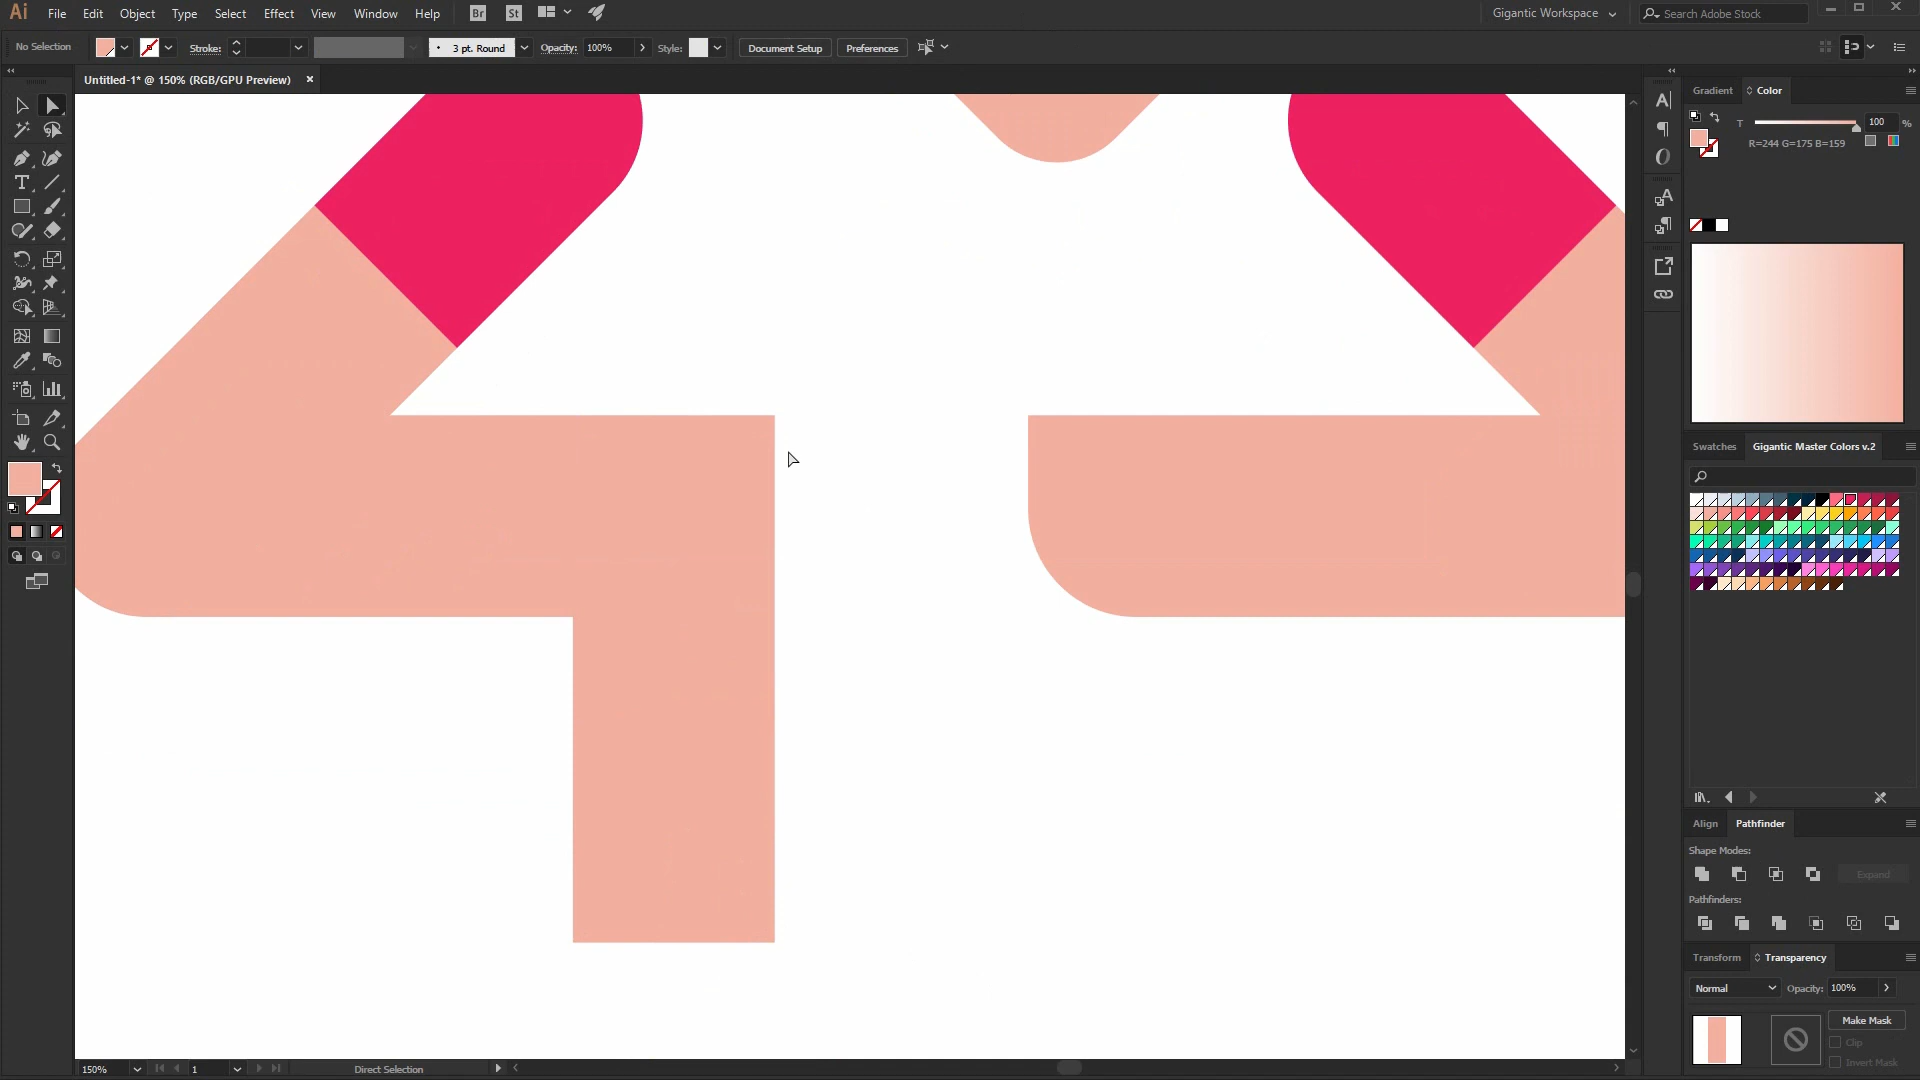 Ai File Edit Object Type Select Effect View Window Help Br St Gigantic Workspace Search Adobe Stock
No Selection Stroke: 3 pt. Round Opacity: 100% Style: Document Setup Preferences
Untitled-1* @ 150% (RGB/GPU Preview) ×
Gradient Color
T 100 %
R=244 G=175 B=159
Swatches Gigantic Master Colors v.2
Align Pathfinder
Shape Modes:
Expand
Pathfinders:
Transform Transparency
Normal Opacity: 100%
Make Mask
Clip
Invert Mask
150% 1 Direct Selection